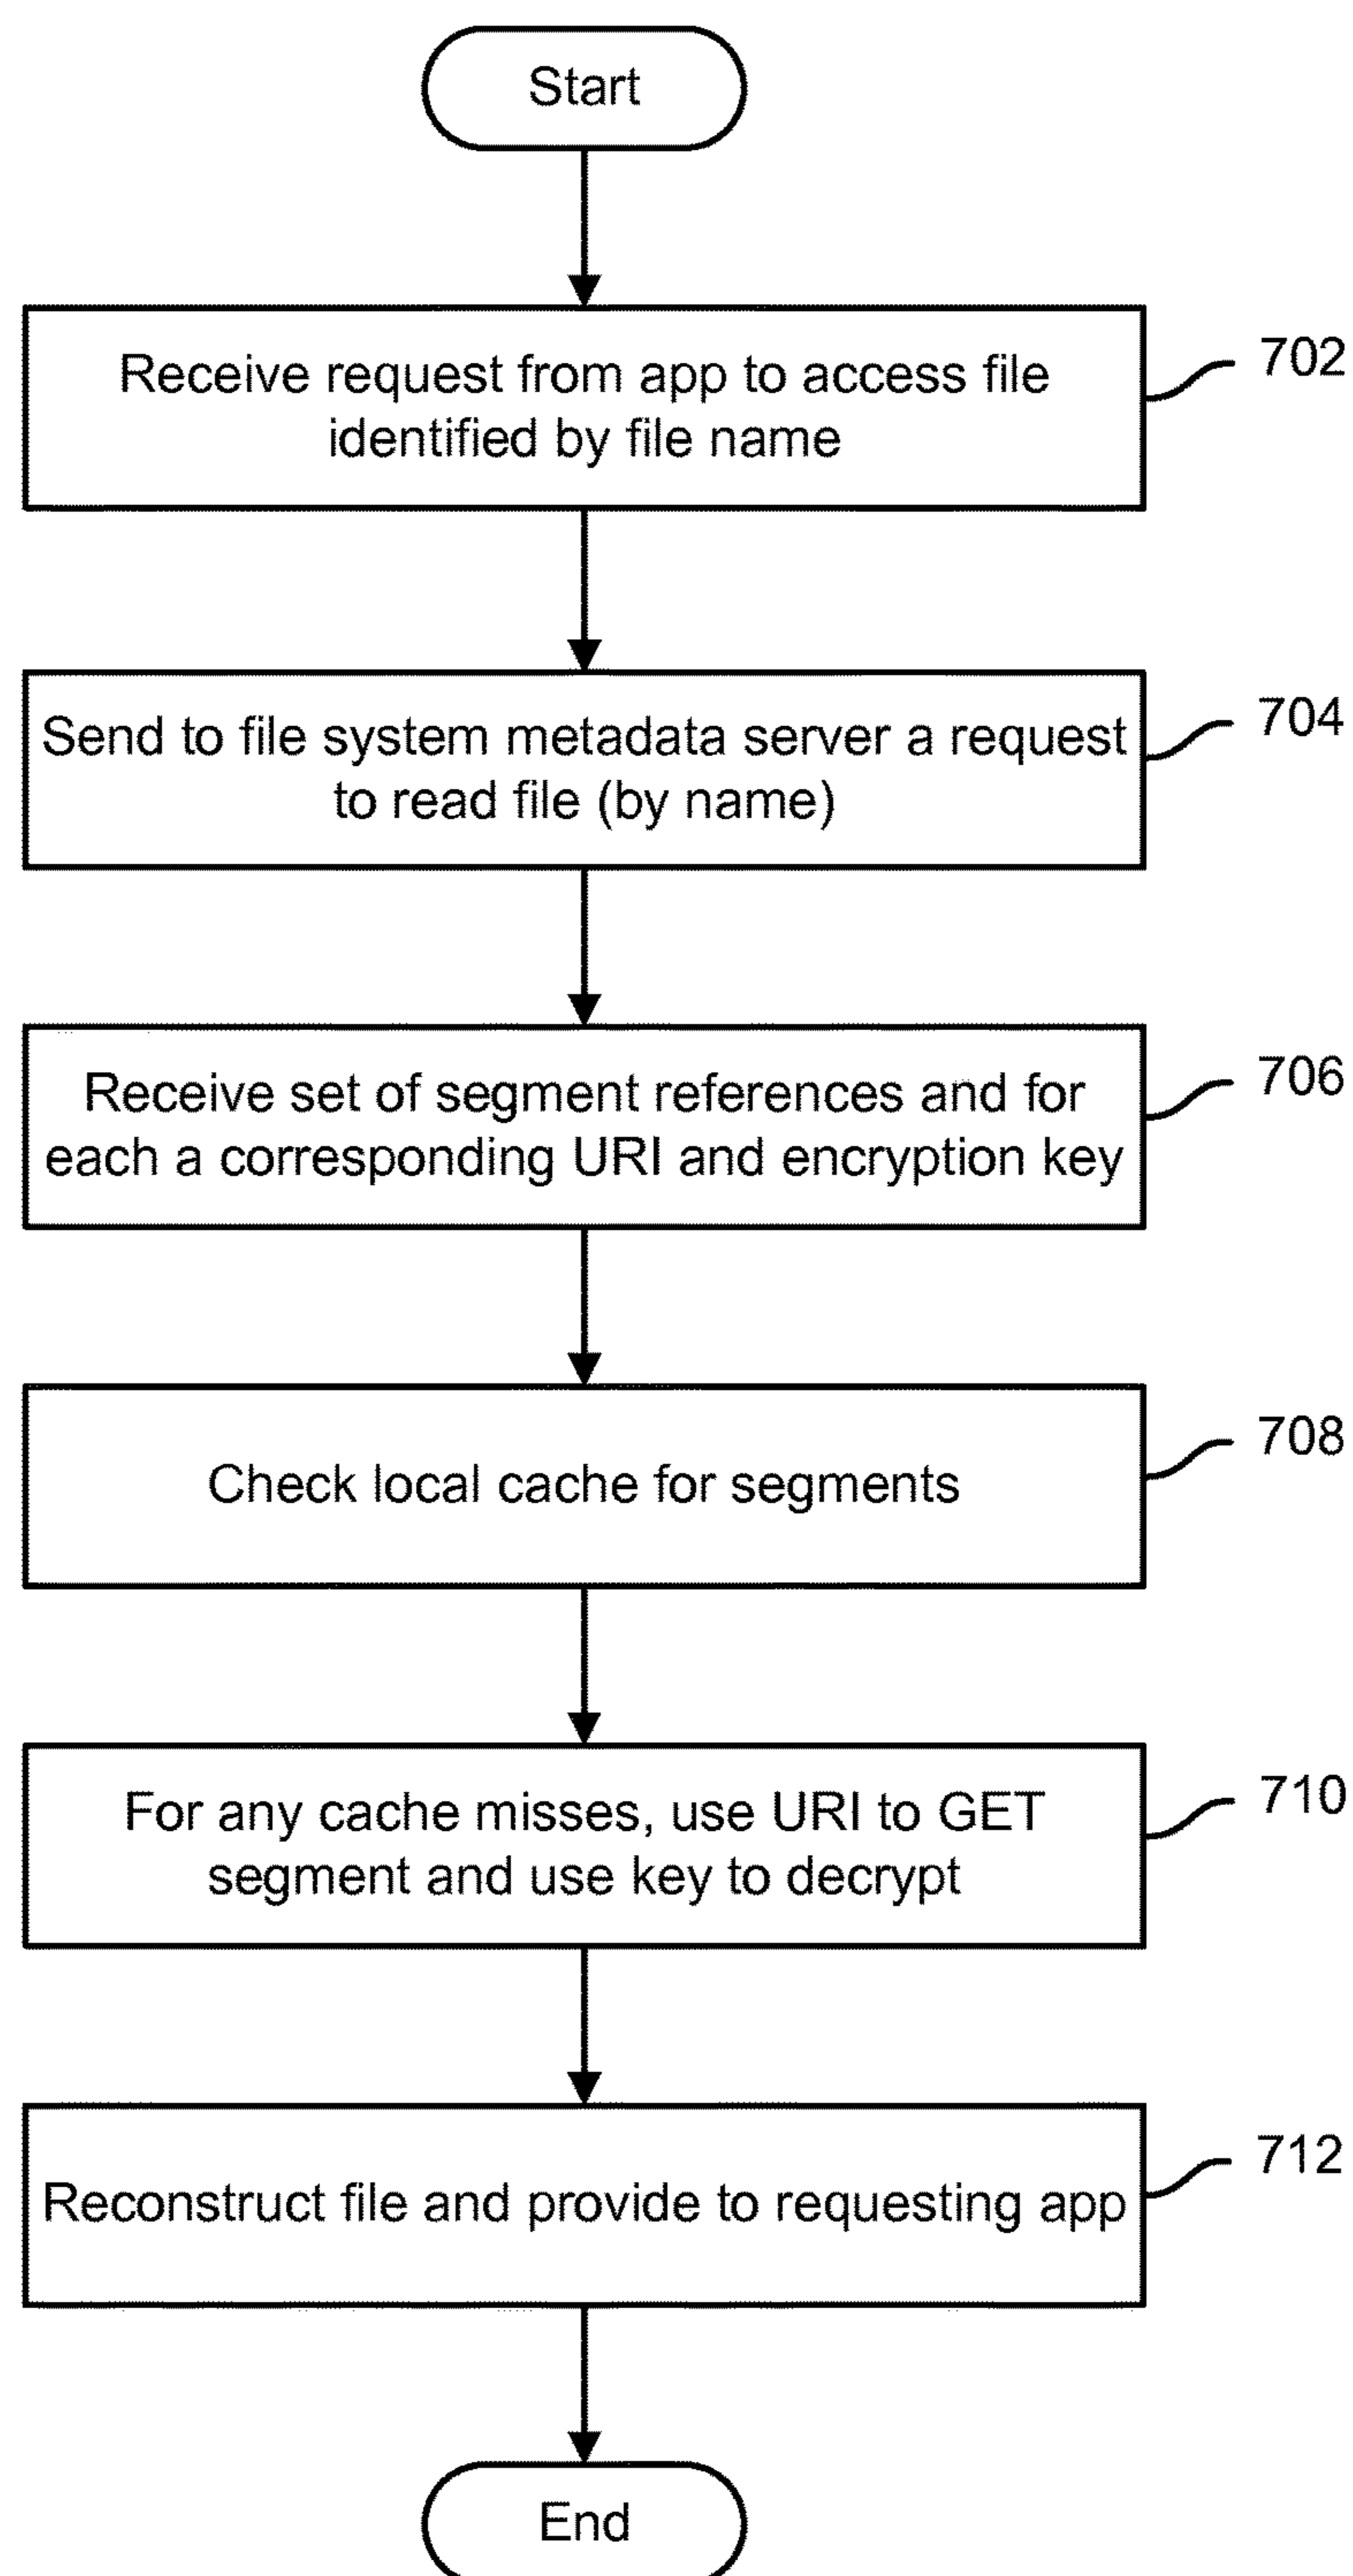 Start
Receive request from app to access file
identified by file name
702
Send to file system metadata server a request
to read file (by name)
704
Receive set of segment references and for
each a corresponding URI and encryption key
706
Check local cache for segments
708
For any cache misses, use URI to GET
segment and use key to decrypt
710
Reconstruct file and provide to requesting app
712
End